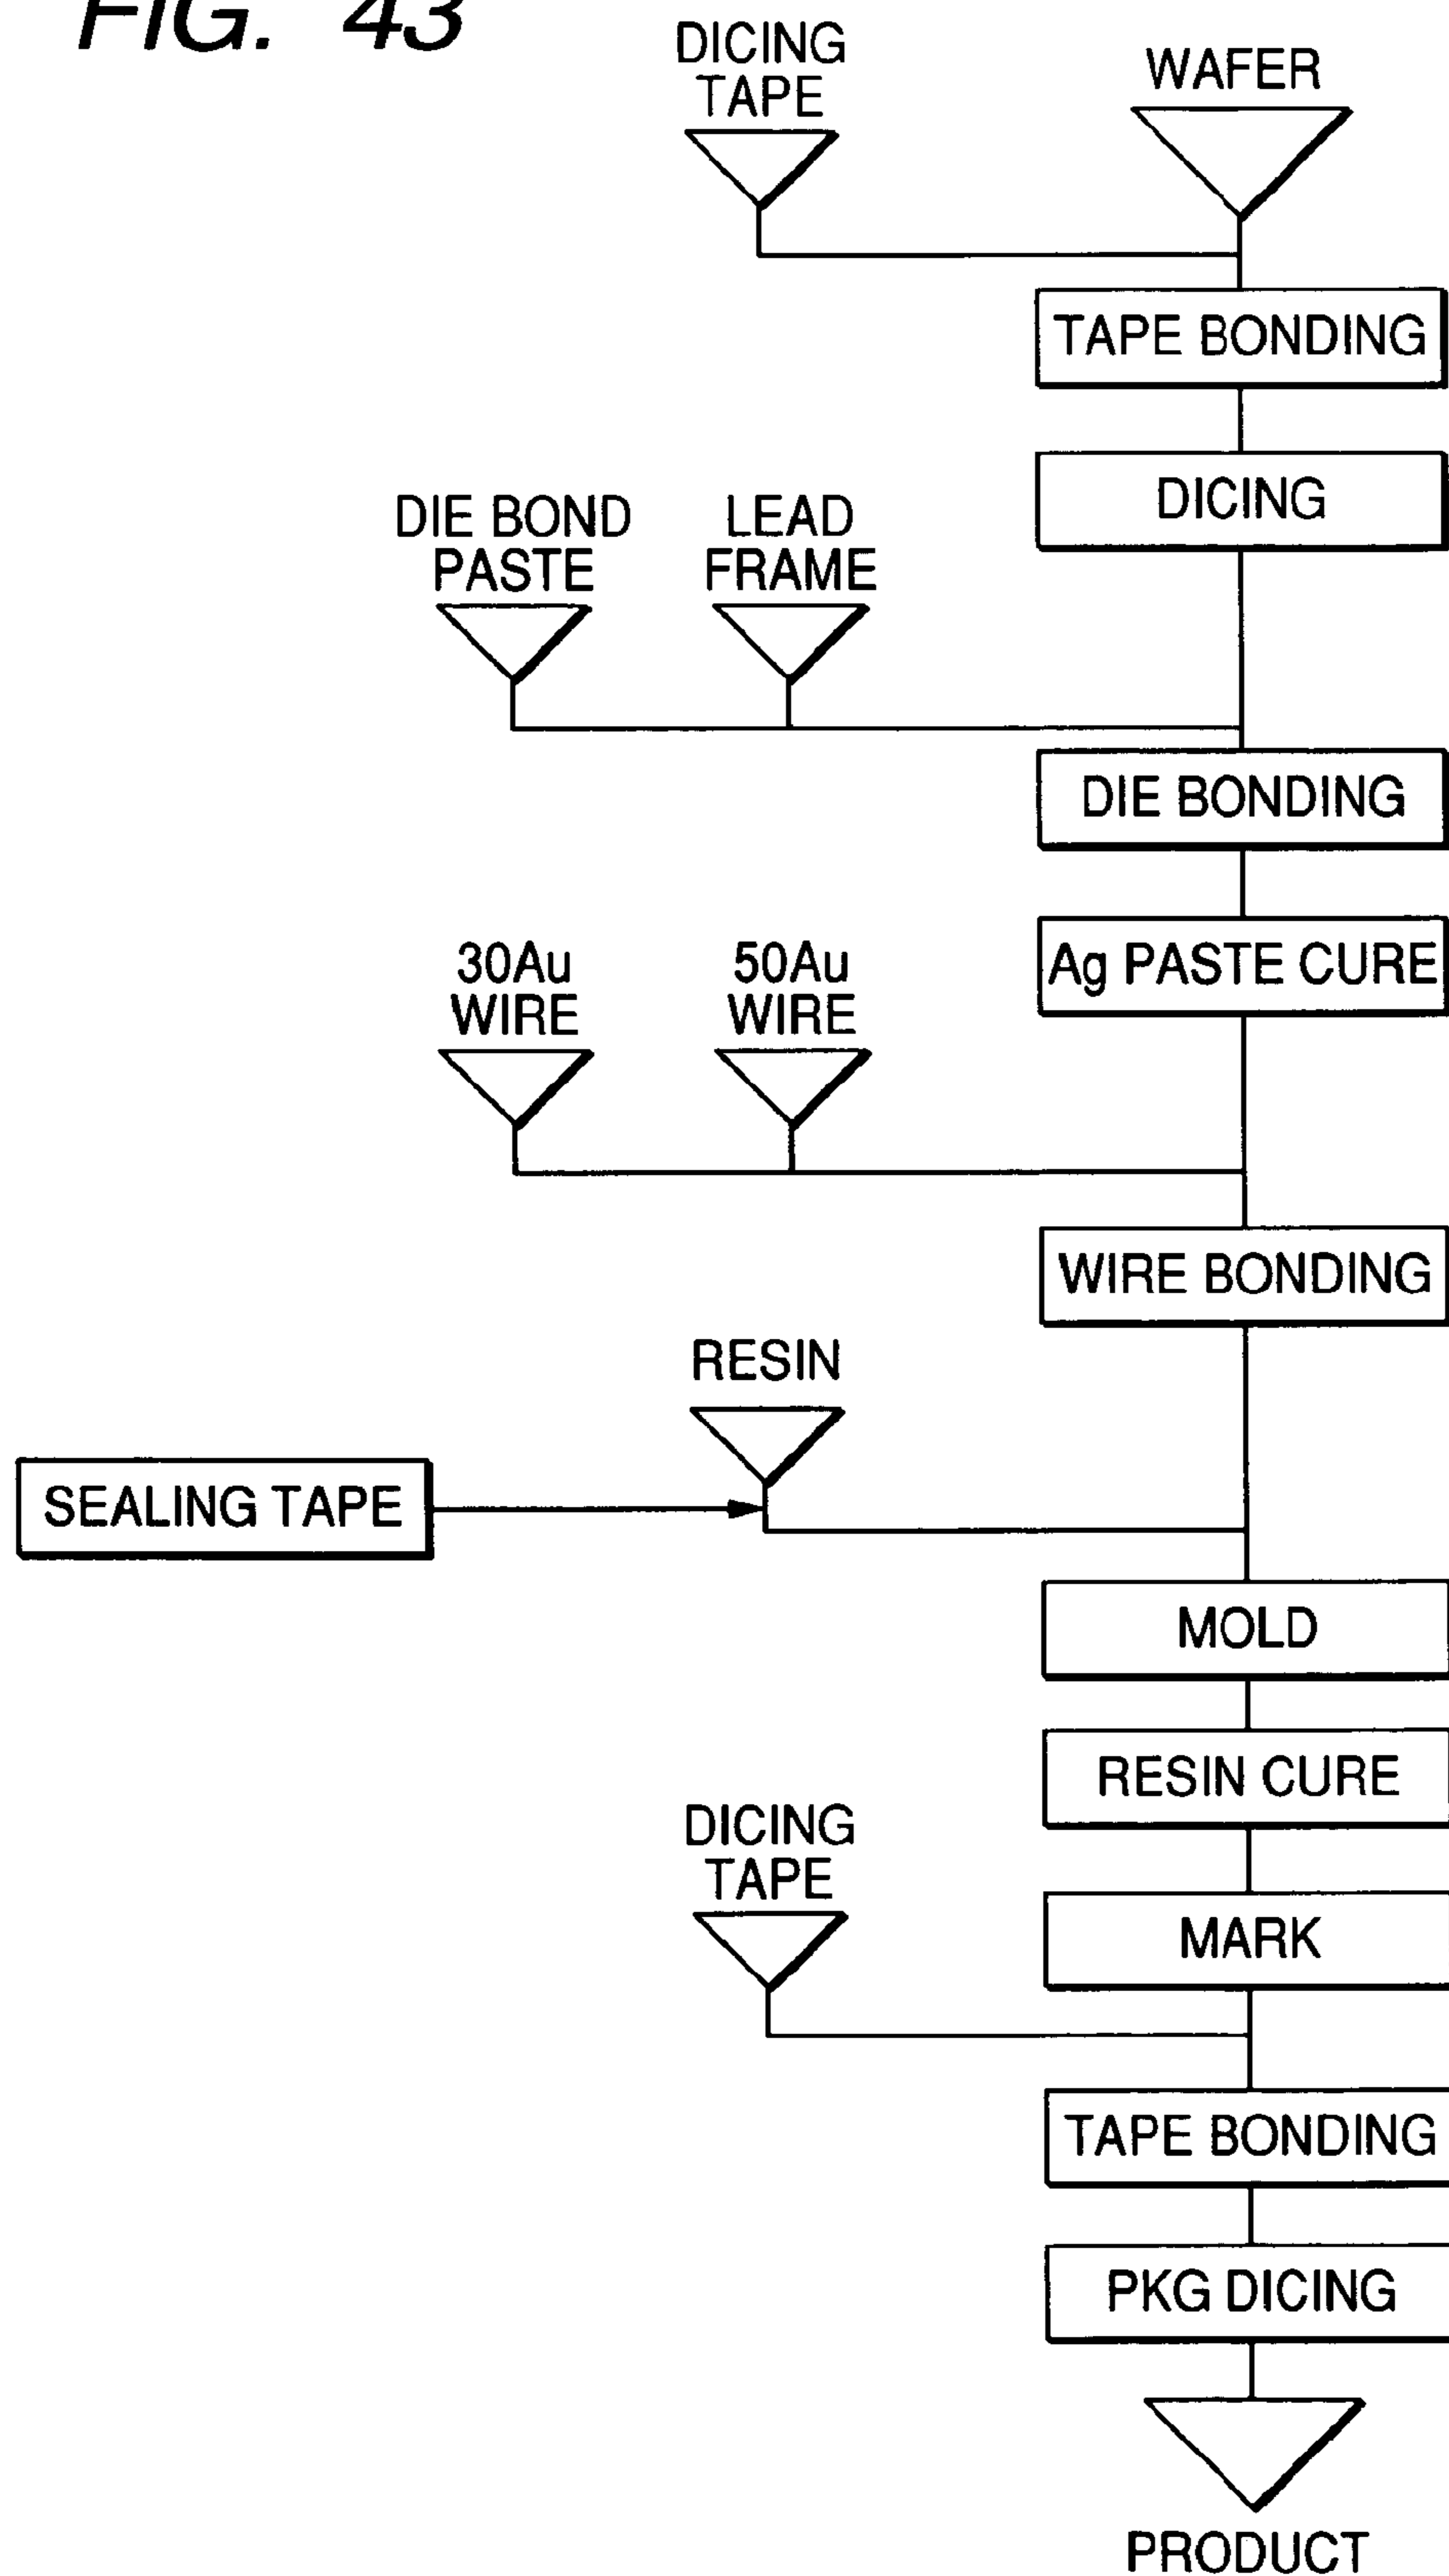 FIG. 43
DICING
TAPE
WAFER
TAPE BONDING
DICING
DIE BOND
PASTE
LEAD
FRAME
DIE BONDING
Ag PASTE CURE
30Au
WIRE
50Au
WIRE
WIRE BONDING
RESIN
SEALING TAPE
MOLD
RESIN CURE
DICING
TAPE
MARK
TAPE BONDING
PKG DICING
PRODUCT